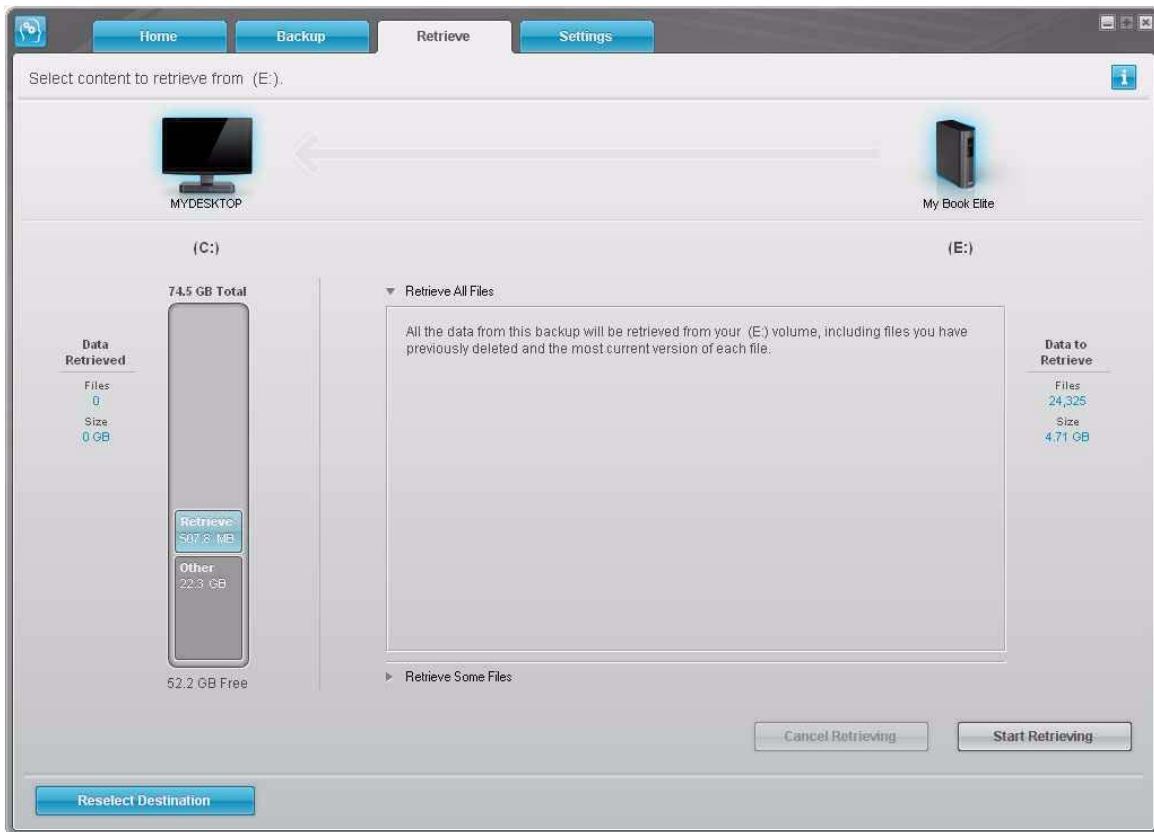 Home
Backup
Retrieve
Settings
Select content to retrieve from (E:).
i
MYDESKTOP
My Book Elite
(C:)
(E:)
74.5 GB Total
Data
Retrieved
Files
0
Size
0 GB
Retrieve
507.8 MB
Other
22.3 GB
52.2 GB Free
Retrieve All Files
All the data from this backup will be retrieved from your (E:) volume, including files you have
previously deleted and the most current version of each file.
Retrieve Some Files
Data to
Retrieve
Files
24,325
Size
4.71 GB
Cancel Retrieving
Start Retrieving
Reselect Destination